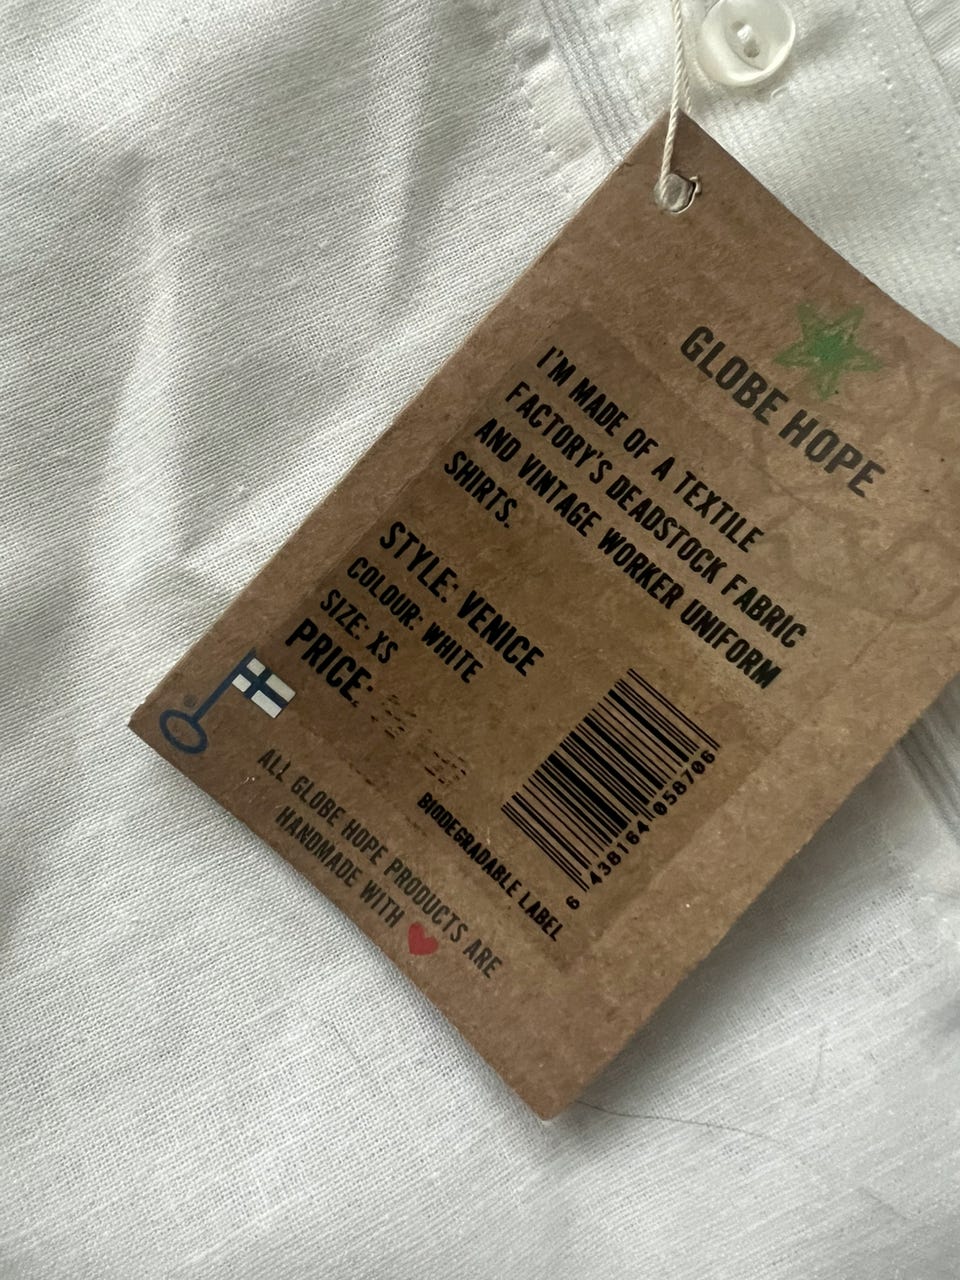 GLOBE HOPE
I'M MADE OF A TEXTILE
FACTORY'S DEADSTOCK FABRIC
AND VINTAGE WORKER UNIFORM
SHIRTS.
STYLE: VENICE
COLOUR: WHITE
SIZE: XS
PRICE:
6 438164 058706
BIODEGRADABLE LABEL
ALL GLOBE HOPE PRODUCTS ARE
HANDMADE WITH ❤